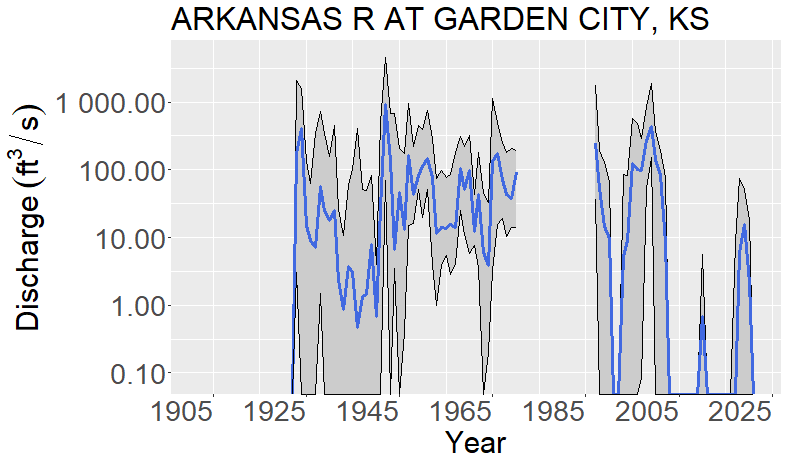 ARKANSAS R AT GARDEN CITY, KS
Discharge (ft³/s)
1 000.00
100.00
10.00
1.00
0.10
1905 1925 1945 1965 1985 2005 2025
Year